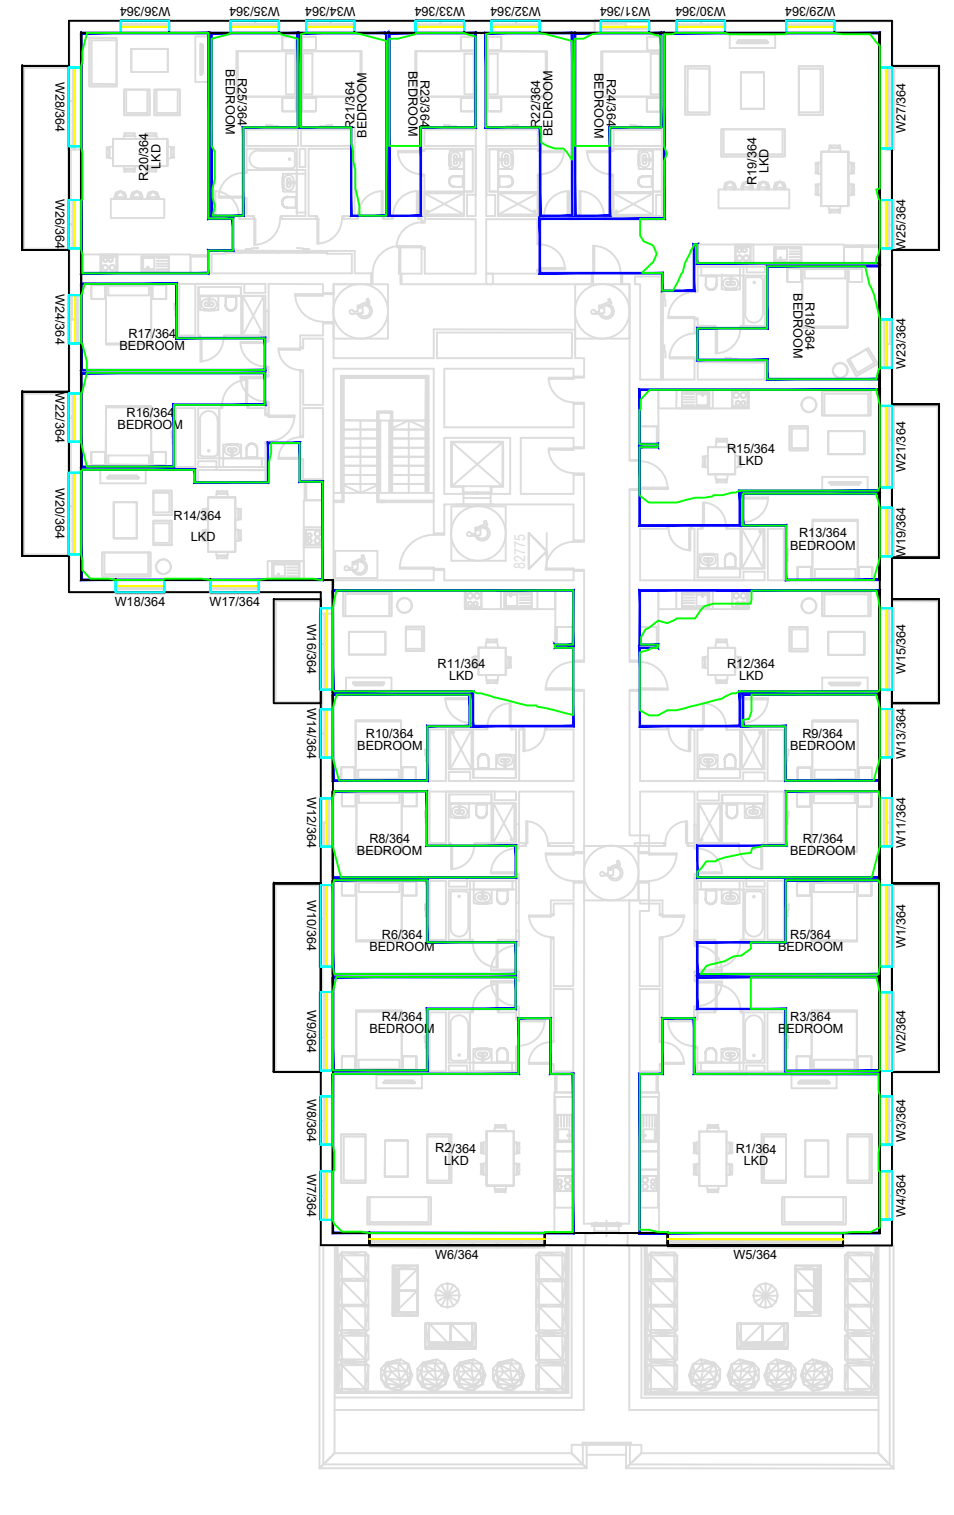 W36/364
W35/364
W34/364
W33/364
W32/364
W31/364
W30/364
W29/364
W28/364
R20/364
LKD
R25/364
BEDROOM
R21/364
BEDROOM
R23/364
BEDROOM
R22/364
BEDROOM
R24/364
BEDROOM
R19/364
LKD
W27/364
W26/364
W25/364
W24/364
R17/364
BEDROOM
R18/364
BEDROOM
W23/364
W22/364
R16/364
BEDROOM
R15/364
LKD
W21/364
W20/364
R14/364
LKD
82775
R13/364
BEDROOM
W19/364
W18/364
W17/364
W16/364
R11/364
LKD
R12/364
LKD
W15/364
W14/364
R10/364
BEDROOM
R9/364
BEDROOM
W13/364
W12/364
R8/364
BEDROOM
R7/364
BEDROOM
W11/364
W10/364
R6/364
BEDROOM
R5/364
BEDROOM
W1/364
W9/364
R4/364
BEDROOM
R3/364
BEDROOM
W2/364
W8/364
W3/364
R2/364
LKD
R1/364
LKD
W7/364
W4/364
W6/364
W5/364